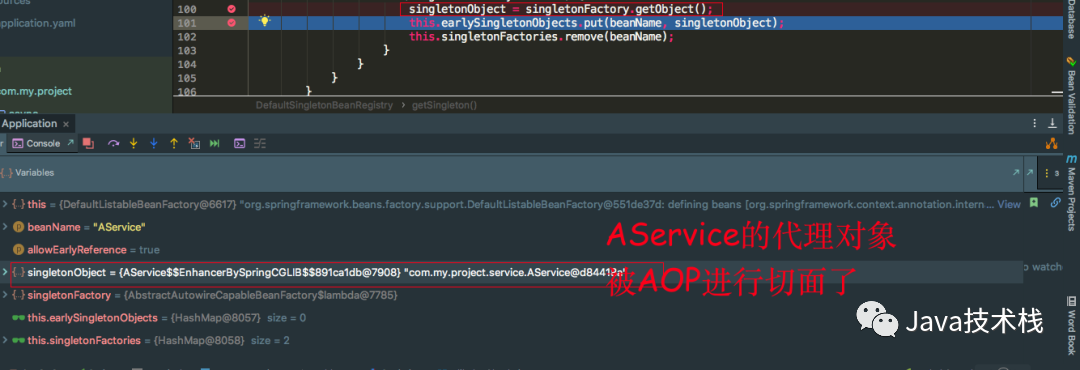 ources
application.yaml
com.my.project
100 singletonObject = singletonFactory.getObject();
101 this.earlySingletonObjects.put(beanName, singletonObject);
102 this.singletonFactories.remove(beanName);
103 }
104 }
105 }
106 }
DefaultSingletonBeanRegistry › getSingleton()
Application ×
Console
Variables
3
this = {DefaultListableBeanFactory@6617} "org.springframework.beans.factory.support.DefaultListableBeanFactory@551de37d: defining beans [org.springframework.context.annotation.intern... View
beanName = "AService"
allowEarlyReference = true
singletonObject = {AService$$EnhancerBySpringCGLIB$$891ca1db@7908} "com.my.project.service.AService@d84418a"
singletonFactory = {AbstractAutowireCapableBeanFactory$lambda@7785}
this.earlySingletonObjects = {HashMap@8057} size = 0
this.singletonFactories = {HashMap@8058} size = 2
AService的代理对象
被AOP进行切面了
o watch
Java技术栈
Database
Bean Validation
Maven Projects
Word Book